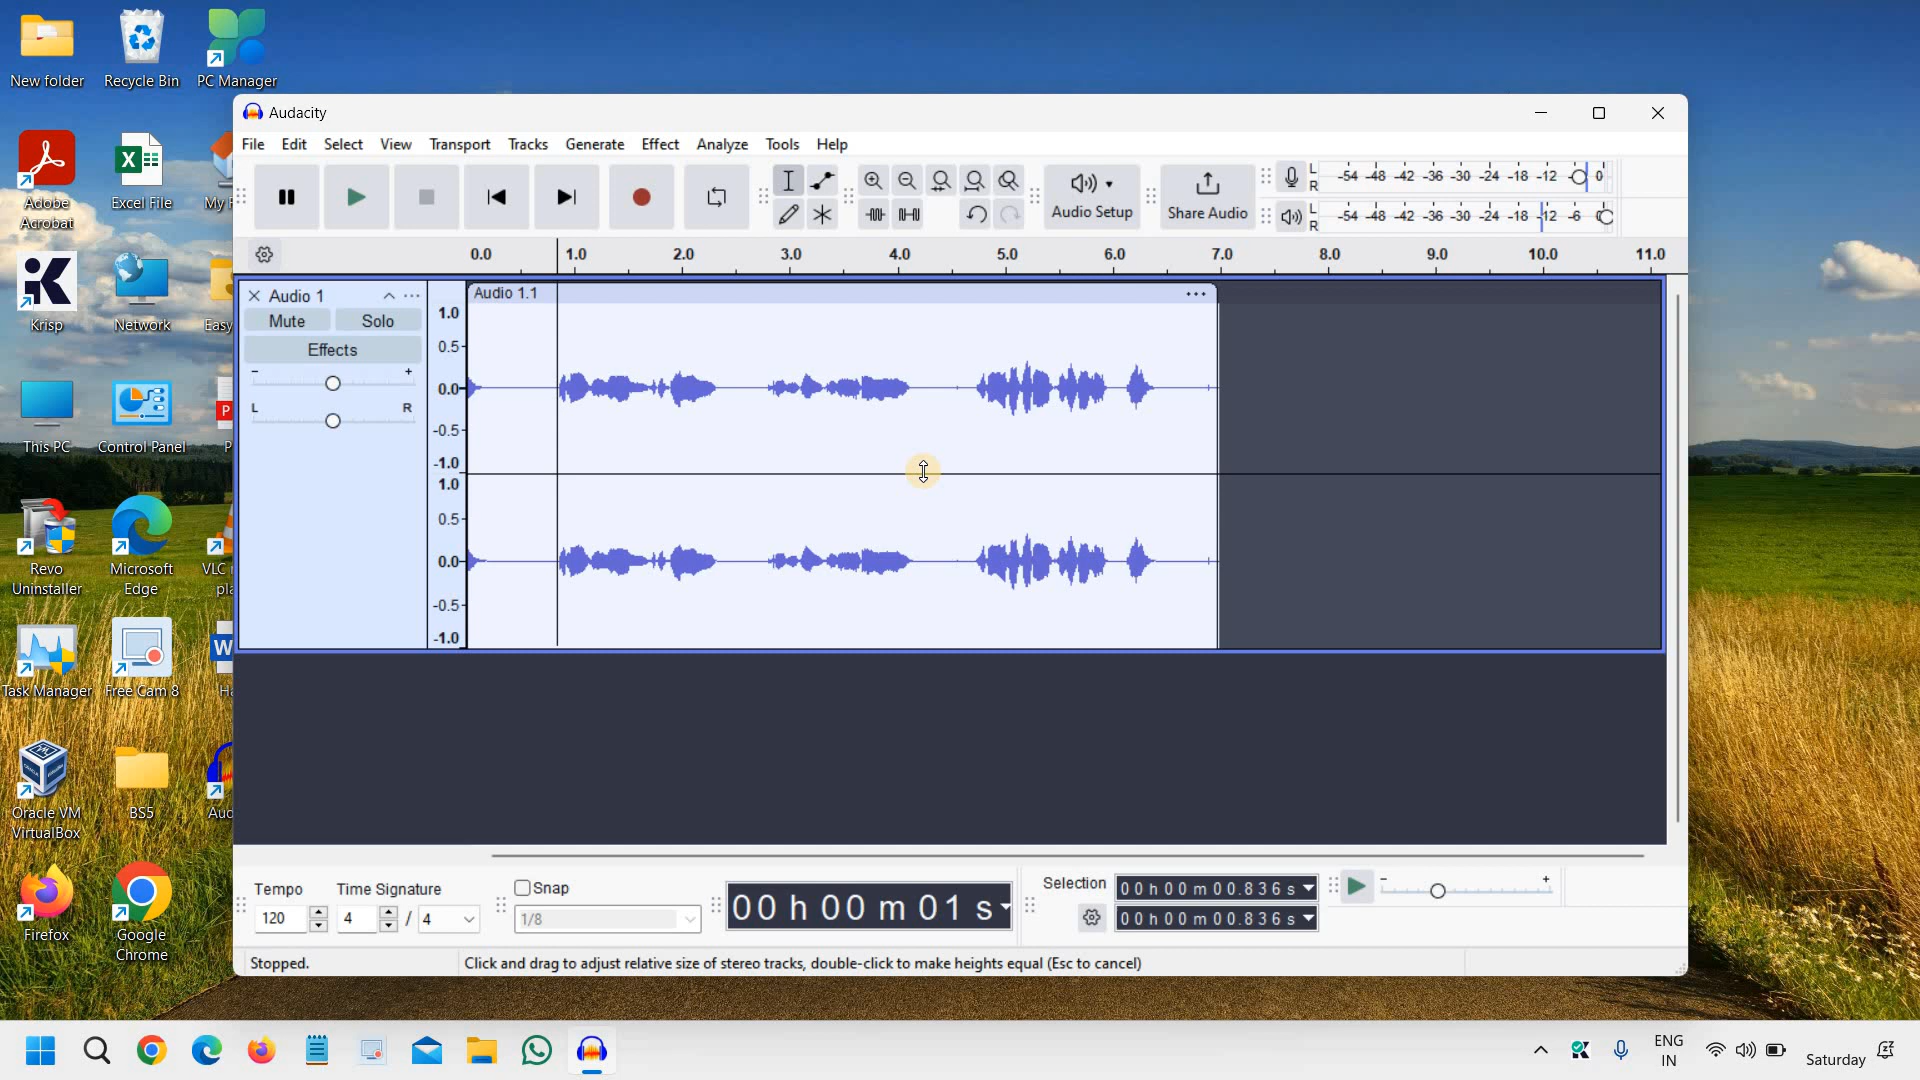 New folder
Recycle Bin
PC Manager
Adobe
Acrobat
Excel File
My
Krisp
Network
Easy
This PC
Control Panel
Revo
Uninstaller
Microsoft
Edge
VLC
Task Manager
Free Cam 8
Oracle VM
VirtualBox
BS5
Firefox
Google
Chrome
Audacity
File Edit Select View Transport Tracks Generate Effect Analyze Tools Help
Audio Setup
Share Audio
L
R
-54 -48 -42 -36 -30 -24 -18 -12 0
L
R
-54 -48 -42 -36 -30 -24 -18 -12 -6
0.0 1.0 2.0 3.0 4.0 5.0 6.0 7.0 8.0 9.0 10.0 11.0
Audio 1
Mute Solo
Effects
- +
L R
Audio 1.1
1.0
0.5
0.0
-0.5
-1.0
1.0
0.5
0.0
-0.5
-1.0
Tempo
120
Time Signature
4 / 4
Snap
1/8
00 h 00 m 01 s
Selection
00 h 00 m 00.836 s
00 h 00 m 00.836 s
- +
Stopped.
Click and drag to adjust relative size of stereo tracks, double-click to make heights equal (Esc to cancel)
ENG
IN
Saturday